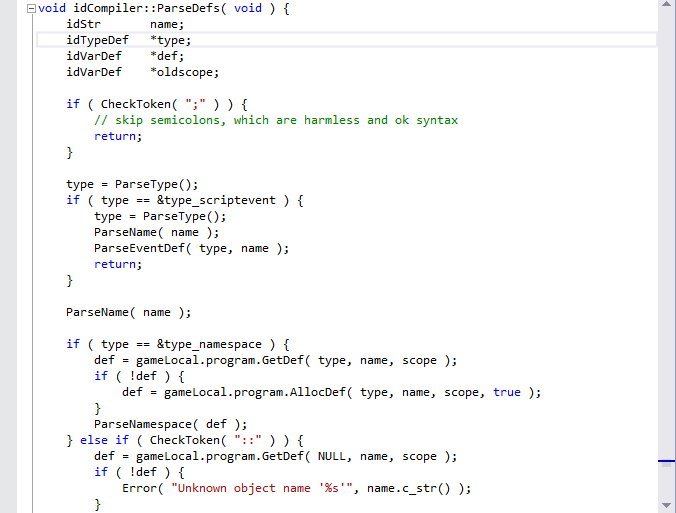 void idCompiler::ParseDefs( void ) {
    idStr       name;
    idTypeDef   *type;
    idVarDef    *def;
    idVarDef    *oldscope;

    if ( CheckToken( ";" ) ) {
        // skip semicolons, which are harmless and ok syntax
        return;
    }

    type = ParseType();
    if ( type == &type_scriptevent ) {
        type = ParseType();
        ParseName( name );
        ParseEventDef( type, name );
        return;
    }

    ParseName( name );

    if ( type == &type_namespace ) {
        def = gameLocal.program.GetDef( type, name, scope );
        if ( !def ) {
            def = gameLocal.program.AllocDef( type, name, scope, true );
        }
        ParseNamespace( def );
    } else if ( CheckToken( "::" ) ) {
        def = gameLocal.program.GetDef( NULL, name, scope );
        if ( !def ) {
            Error( "Unknown object name '%s'", name.c_str() );
        }